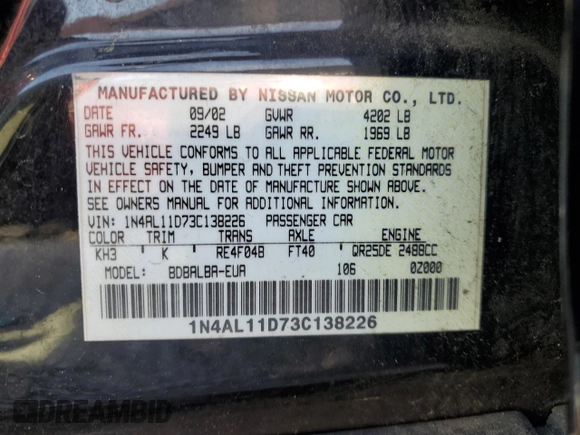 MANUFACTURED BY NISSAN MOTOR CO., LTD.
DATE 09/02 GVWR 4202 LB
GAWR FR. 2249 LB GAWR RR. 1969 LB
THIS VEHICLE CONFORMS TO ALL APPLICABLE FEDERAL MOTOR
VEHICLE SAFETY, BUMPER AND THEFT PREVENTION STANDARDS
IN EFFECT ON THE DATE OF MANUFACTURE SHOWN ABOVE.
SEE OWNERS MANUAL FOR ADDITIONAL INFORMATION.
VIN: 1N4AL11D73C138226 PASSENGER CAR
COLOR TRIM TRANS AXLE ENGINE
KH3 K RE4F04B FT40 QR25DE 2488CC
MODEL: BDBALBA-EUA 106 0Z000
1N4AL11D73C138226
DREAMBID